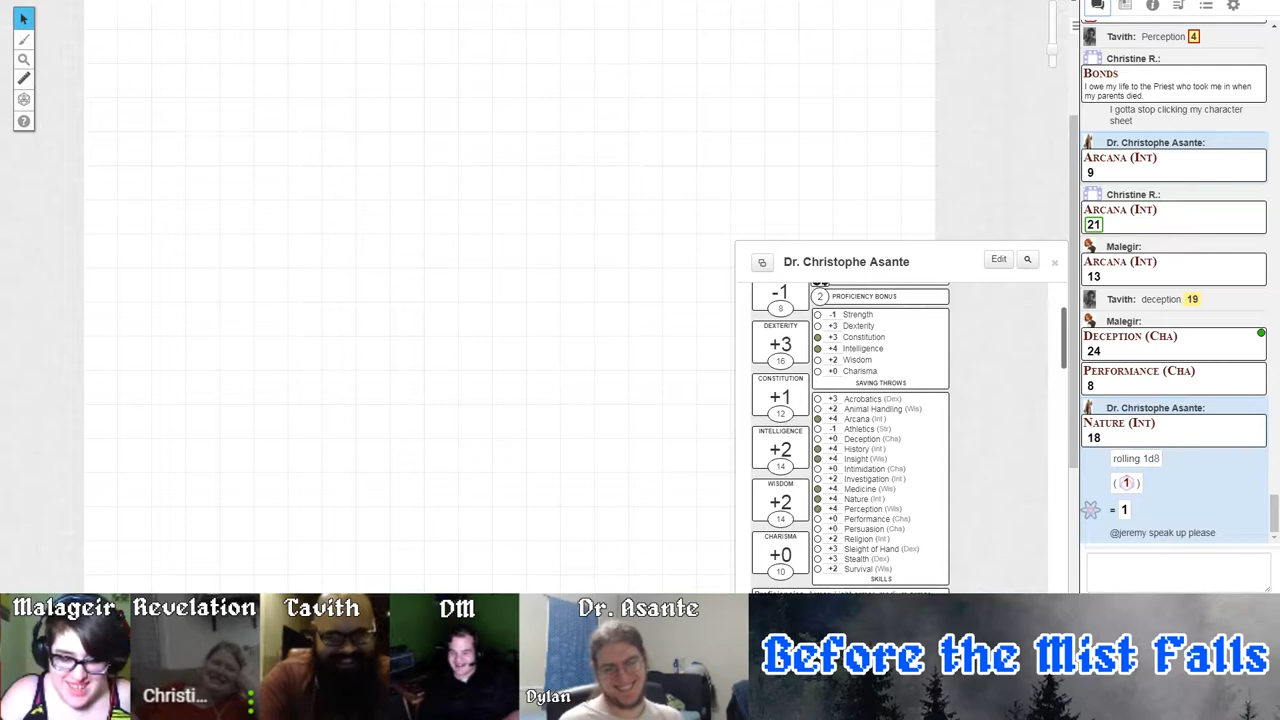 Tavith: Perception 4
Christine R.:
BONDS
I owe my life to the Priest who took me in when
my parents died.
I gotta stop clicking my character
sheet
Dr. Christophe Asante:
ARCANA (INT)
9
Christine R.:
ARCANA (INT)
21
Malegir:
ARCANA (INT)
13
Tavith: deception 19
Malegir:
DECEPTION (CHA)
24
PERFORMANCE (CHA)
8
Dr. Christophe Asante:
NATURE (INT)
18
rolling 1d8
(1)
= 1
@jeremy speak up please
Dr. Christophe Asante
Edit
-1
8
DEXTERITY
+3
16
CONSTITUTION
+1
12
INTELLIGENCE
+2
14
WISDOM
+2
14
CHARISMA
+0
10
2 PROFICIENCY BONUS
-1 Strength
+3 Dexterity
+3 Constitution
+4 Intelligence
+2 Wisdom
+0 Charisma
SAVING THROWS
+3 Acrobatics (Dex)
+2 Animal Handling (Wis)
+4 Arcana (Int)
-1 Athletics (Str)
+0 Deception (Cha)
+4 History (Int)
+4 Insight (Wis)
+0 Intimidation (Cha)
+2 Investigation (Int)
+4 Medicine (Wis)
+4 Nature (Int)
+4 Perception (Wis)
+0 Performance (Cha)
+0 Persuasion (Cha)
+2 Religion (Int)
+3 Sleight of Hand (Dex)
+3 Stealth (Dex)
+2 Survival (Wis)
SKILLS
Malageir
Revelation
Christi...
Tavith
DM
Dr. Asante
Dylan
Before the Mist Falls